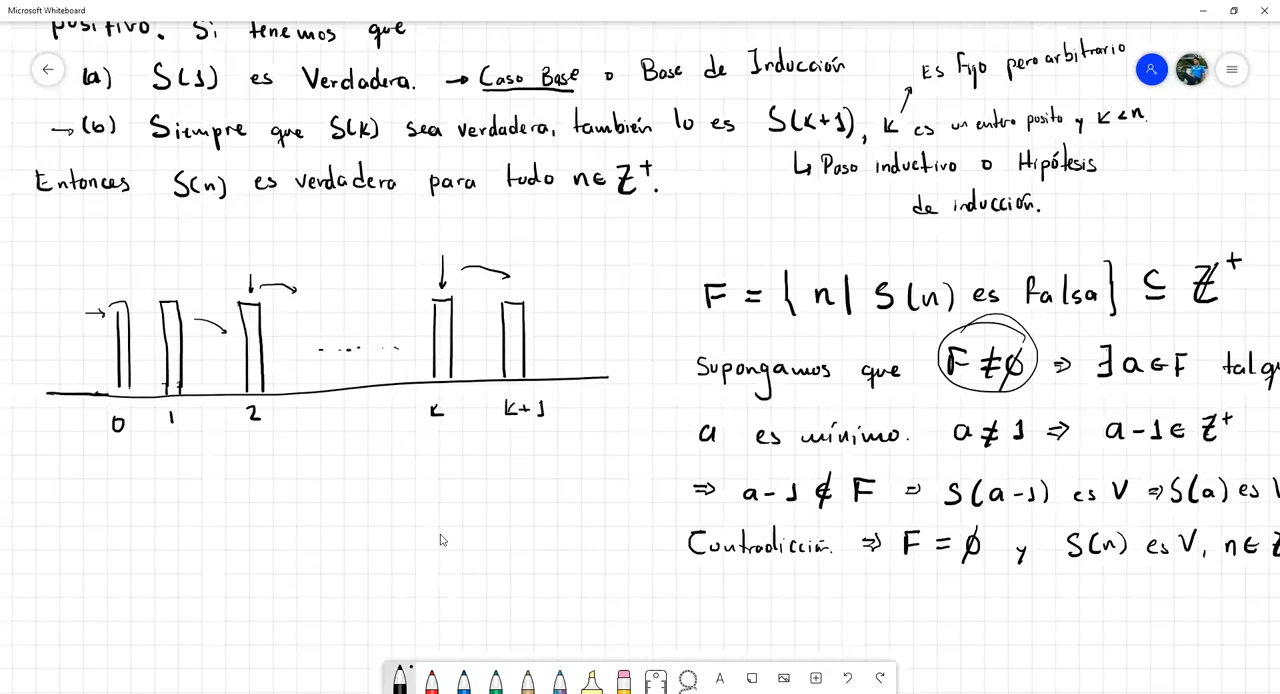 Microsoft Whiteboard
positivo. Si tenemos que
(a) S(1) es Verdadera. → Caso Base o Base de Inducción
Es Fijo pero arbitrario
→ (b) Siempre que S(k) sea verdadera, también lo es S(k+1), k es un entero posito y k<n.
↳ Paso inductivo o Hipótesis
de inducción.
Entonces S(n) es verdadera para todo n∈ℤ⁺.
0 1 2 ...... k k+1
F = {n | S(n) es falsa} ⊆ ℤ⁺
Supongamos que F≠∅ ⇒ ∃a∈F talqu
a es mínimo. a≠1 ⇒ a-1∈ℤ⁺
⇒ a-1∉F ⇒ S(a-1) es V ⇒ S(a) es V
Contradicción. ⇒ F=∅ y S(n) es V, n∈ℤ